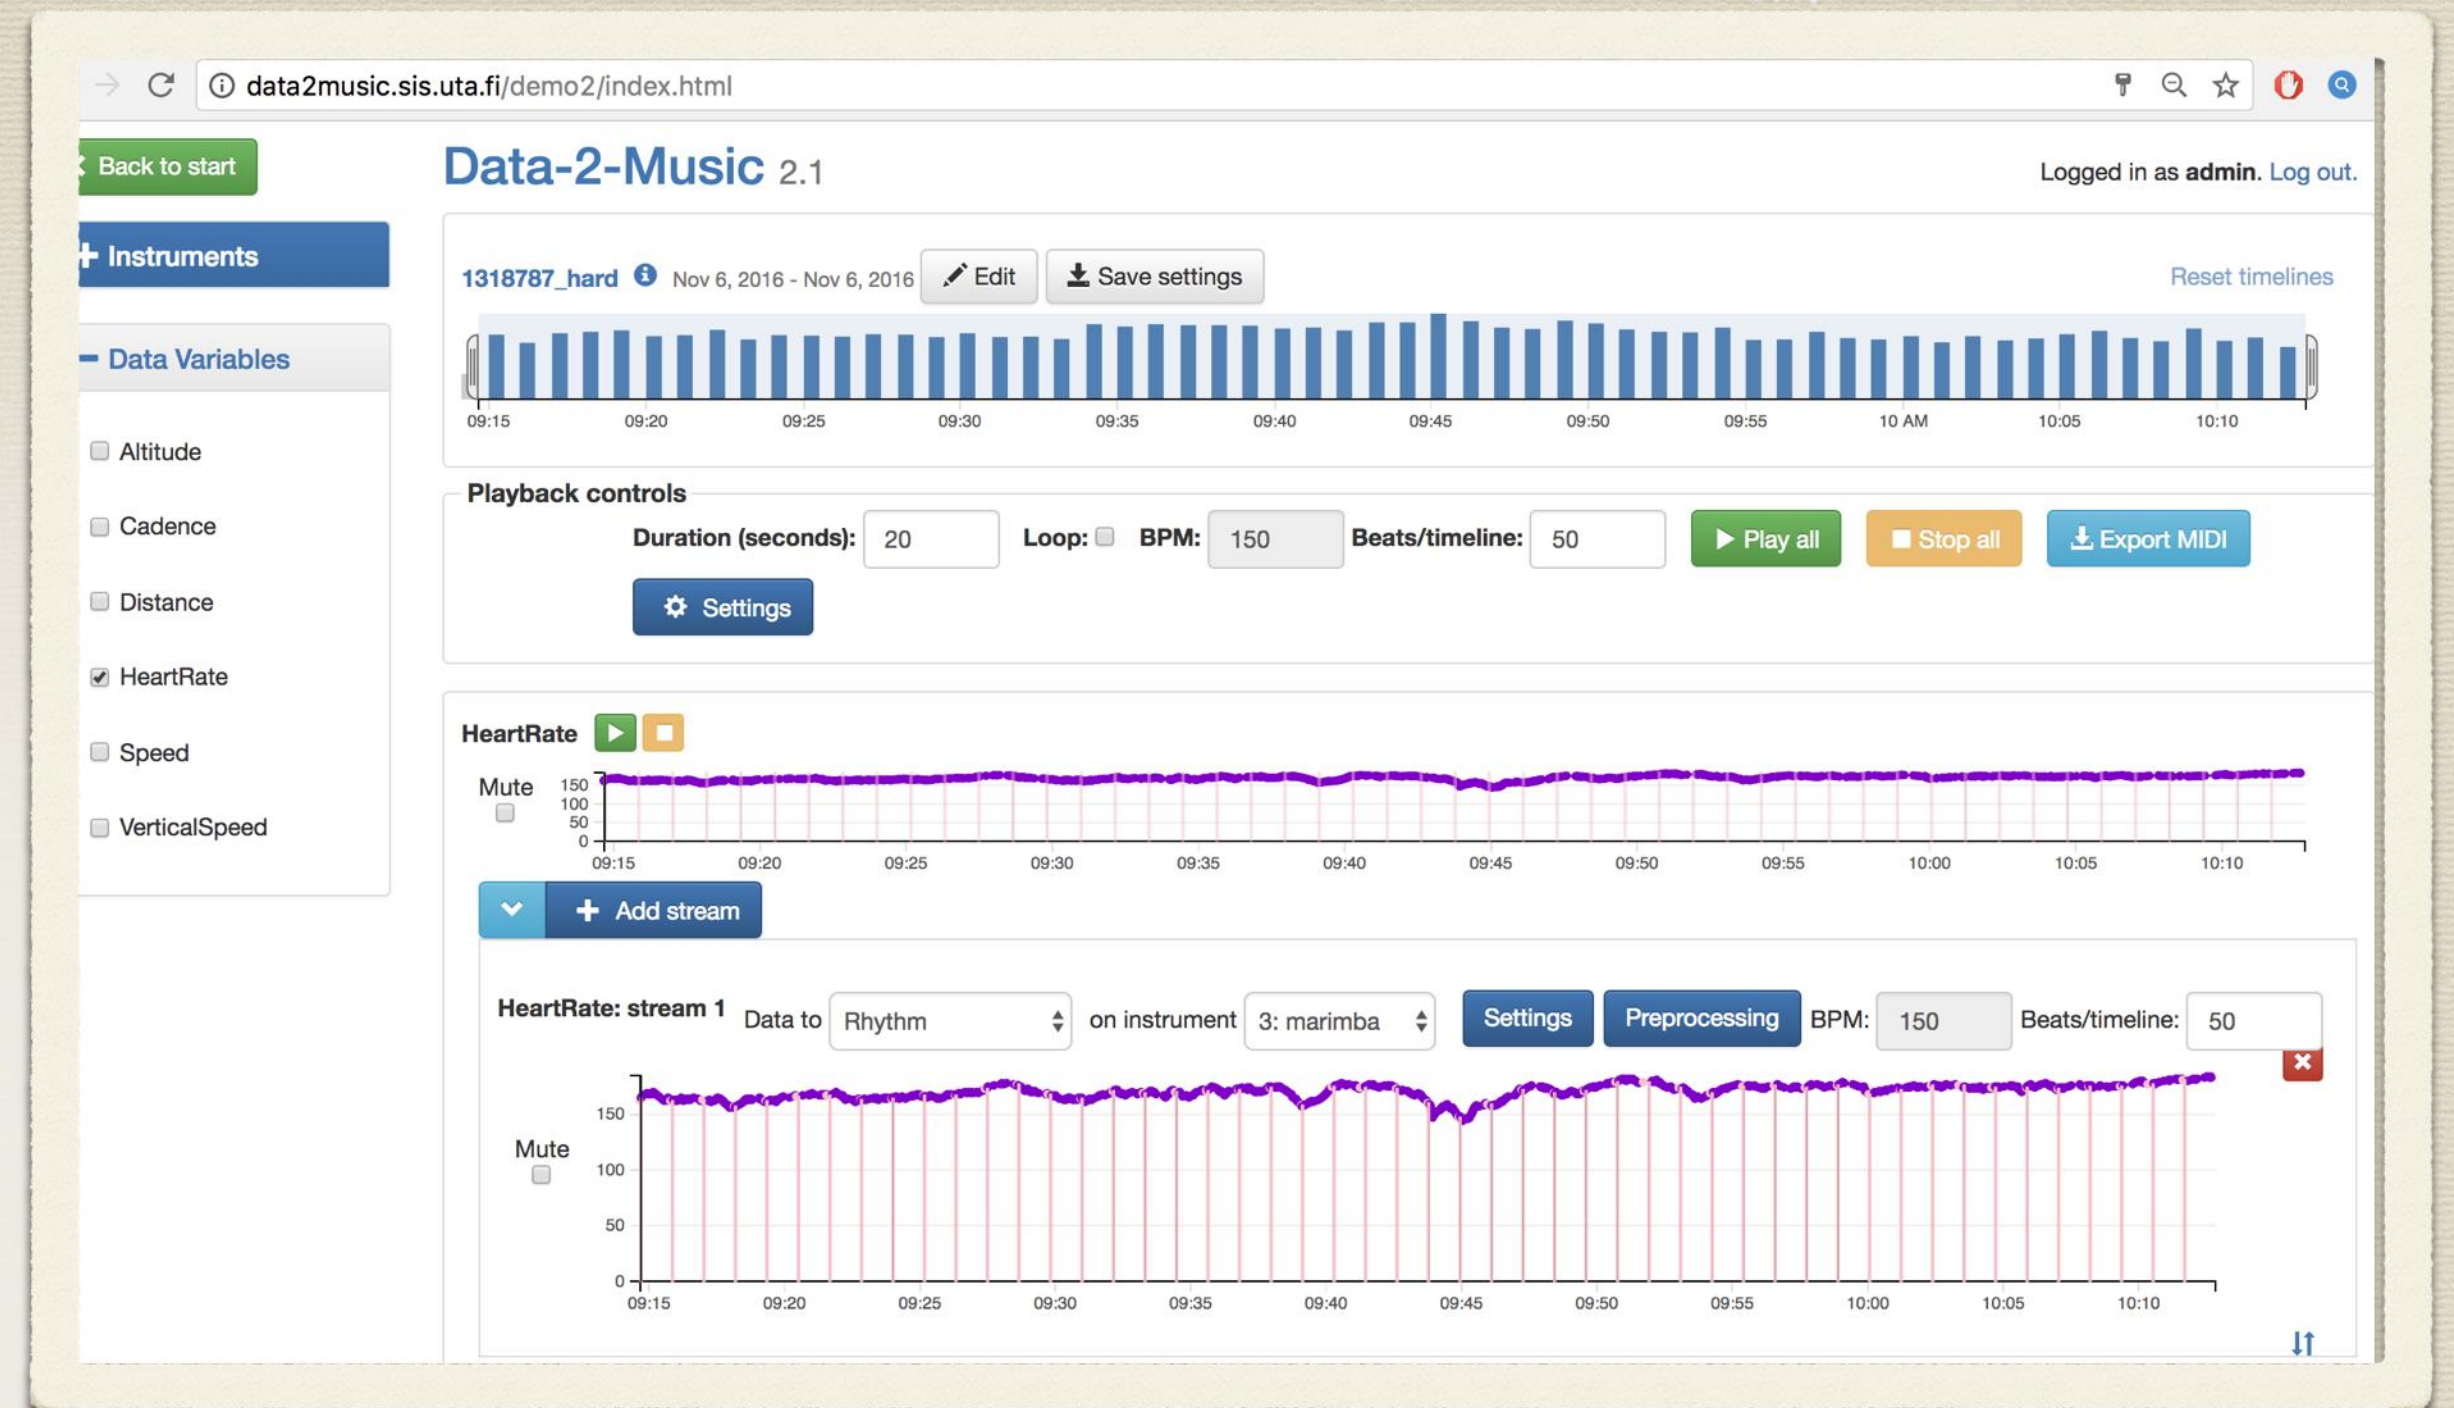 data2music.sis.uta.fi/demo2/index.html
Back to start
Data-2-Music 2.1
Logged in as admin. Log out.
Instruments
1318787_hard Nov 6, 2016 - Nov 6, 2016 Edit Save settings Reset timelines
09:15 09:20 09:25 09:30 09:35 09:40 09:45 09:50 09:55 10 AM 10:05 10:10
Data Variables
Altitude
Cadence
Distance
HeartRate
Speed
VerticalSpeed
Playback controls
Duration (seconds): 20 Loop: BPM: 150 Beats/timeline: 50 Play all Stop all Export MIDI
Settings
HeartRate
Mute
150
100
50
0
09:15 09:20 09:25 09:30 09:35 09:40 09:45 09:50 09:55 10:00 10:05 10:10
Add stream
HeartRate: stream 1 Data to Rhythm on instrument 3: marimba Settings Preprocessing BPM: 150 Beats/timeline: 50
Mute
150
100
50
0
09:15 09:20 09:25 09:30 09:35 09:40 09:45 09:50 09:55 10:00 10:05 10:10